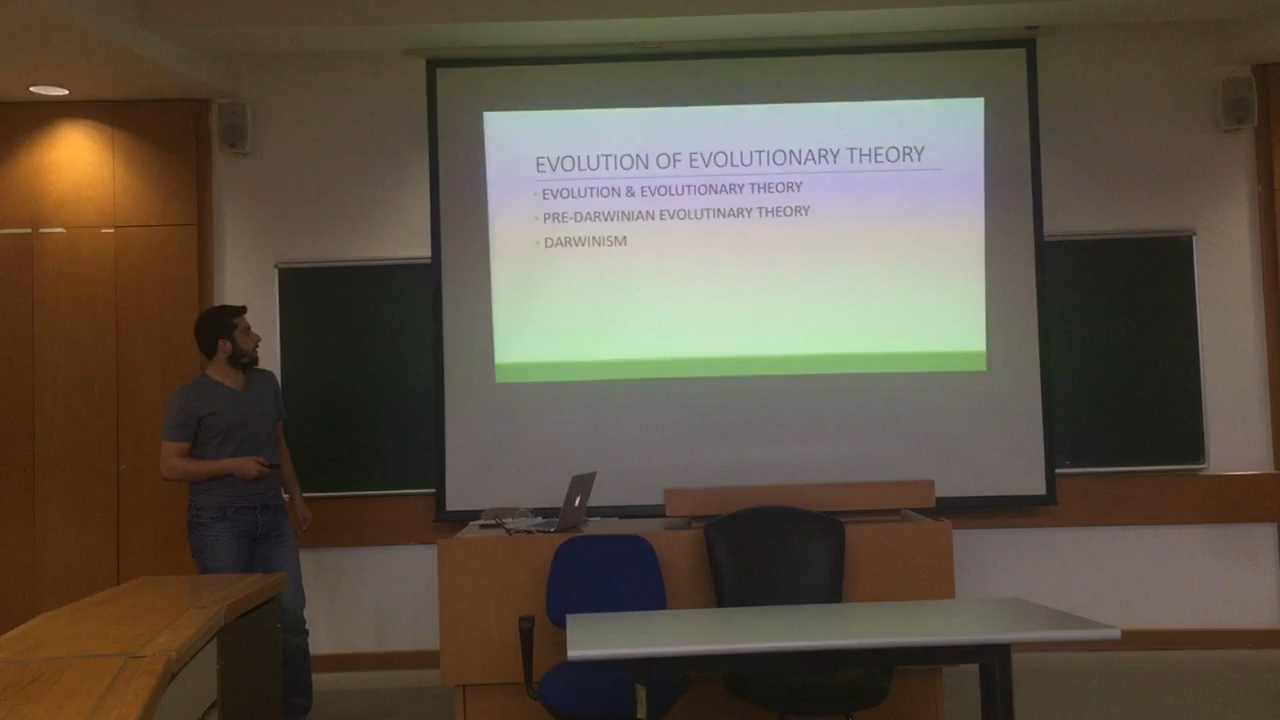 EVOLUTION OF EVOLUTIONARY THEORY
EVOLUTION & EVOLUTIONARY THEORY
PRE-DARWINIAN EVOLUTINARY THEORY
DARWINISM